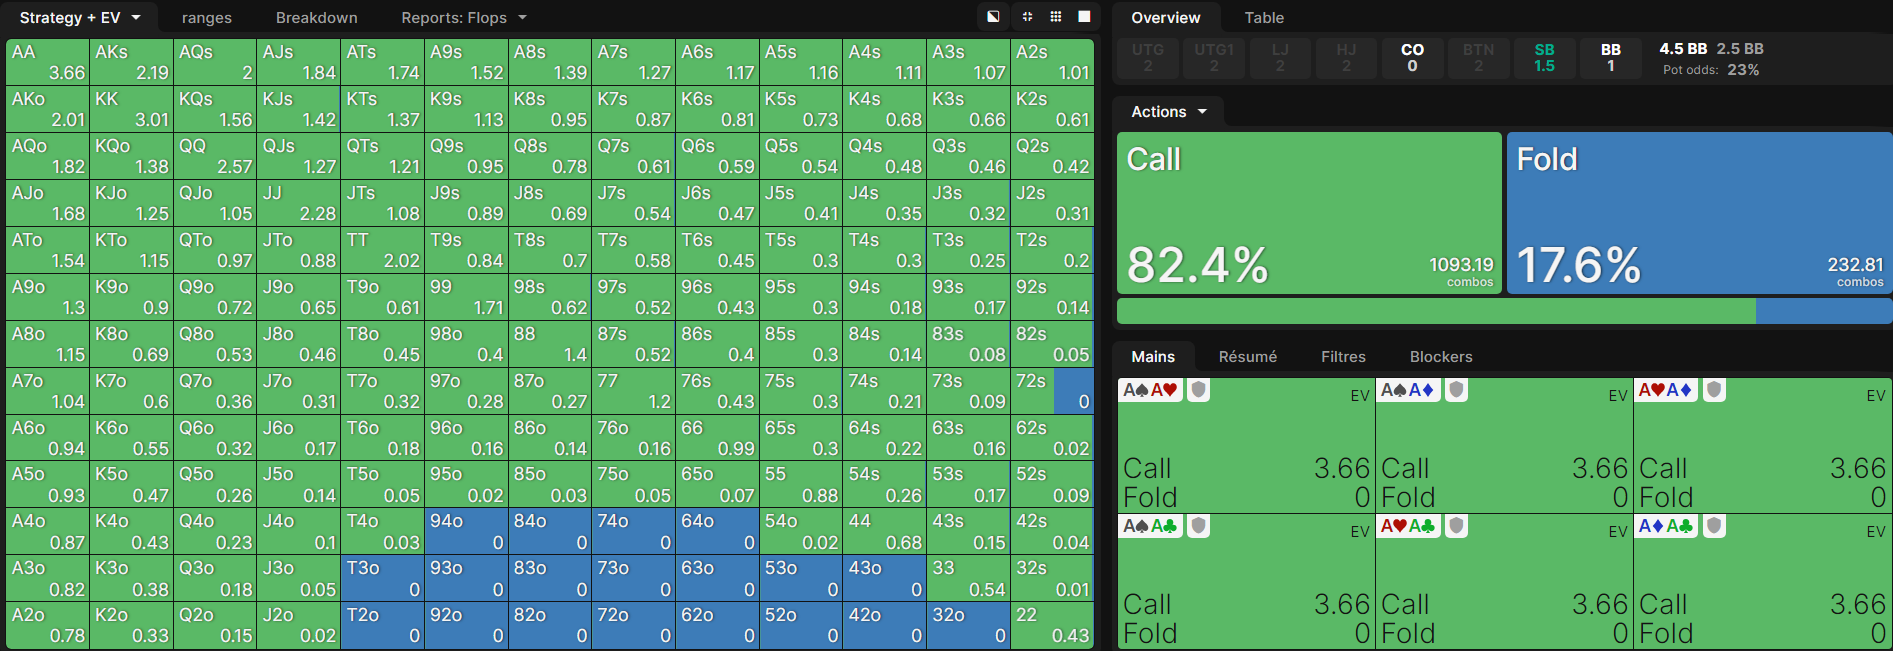 Strategy + EV ranges Breakdown Reports: Flops
AA AKs AQs AJs ATs A9s A8s A7s A6s A5s A4s A3s A2s
3.66 2.19 2 1.84 1.74 1.52 1.39 1.27 1.17 1.16 1.11 1.07 1.01
AKo KK KQs KJs KTs K9s K8s K7s K6s K5s K4s K3s K2s
2.01 3.01 1.56 1.42 1.37 1.13 0.95 0.87 0.81 0.73 0.68 0.66 0.61
AQo KQo QQ QJs QTs Q9s Q8s Q7s Q6s Q5s Q4s Q3s Q2s
1.82 1.38 2.57 1.27 1.21 0.95 0.78 0.61 0.59 0.54 0.48 0.46 0.42
AJo KJo QJo JJ JTs J9s J8s J7s J6s J5s J4s J3s J2s
1.68 1.25 1.05 2.28 1.08 0.89 0.69 0.54 0.47 0.41 0.35 0.32 0.31
ATo KTo QTo JTo TT T9s T8s T7s T6s T5s T4s T3s T2s
1.54 1.15 0.97 0.88 2.02 0.84 0.7 0.58 0.45 0.3 0.3 0.25 0.2
A9o K9o Q9o J9o T9o 99 98s 97s 96s 95s 94s 93s 92s
1.3 0.9 0.72 0.65 0.61 1.71 0.62 0.52 0.43 0.3 0.18 0.17 0.14
A8o K8o Q8o J8o T8o 98o 88 87s 86s 85s 84s 83s 82s
1.15 0.69 0.53 0.46 0.45 0.4 1.4 0.52 0.4 0.3 0.14 0.08 0.05
A7o K7o Q7o J7o T7o 97o 87o 77 76s 75s 74s 73s 72s
1.04 0.6 0.36 0.31 0.32 0.28 0.27 1.2 0.43 0.3 0.21 0.09 0
A6o K6o Q6o J6o T6o 96o 86o 76o 66 65s 64s 63s 62s
0.94 0.55 0.32 0.17 0.18 0.16 0.14 0.16 0.99 0.3 0.22 0.16 0.02
A5o K5o Q5o J5o T5o 95o 85o 75o 65o 55 54s 53s 52s
0.93 0.47 0.26 0.14 0.05 0.02 0.03 0.05 0.07 0.88 0.26 0.17 0.09
A4o K4o Q4o J4o T4o 94o 84o 74o 64o 54o 44 43s 42s
0.87 0.43 0.23 0.1 0.03 0 0 0 0 0.02 0.68 0.15 0.04
A3o K3o Q3o J3o T3o 93o 83o 73o 63o 53o 43o 33 32s
0.82 0.38 0.18 0.05 0 0 0 0 0 0 0 0.54 0.01
A2o K2o Q2o J2o T2o 92o 82o 72o 62o 52o 42o 32o 22
0.78 0.33 0.15 0.02 0 0 0 0 0 0 0 0 0.43
Overview Table
UTG UTG1 LJ HJ CO BTN SB BB 4.5 BB 2.5 BB
2 2 2 2 0 2 1.5 1 Pot odds: 23%
Actions
Call Fold
82.4% 1093.19 combos 17.6% 232.81 combos
Mains Résumé Filtres Blockers
A♠A♥ EV A♠A♦ EV A♥A♦ EV
Call 3.66 Call 3.66 Call 3.66
Fold 0 Fold 0 Fold 0
A♠A♣ EV A♥A♣ EV A♦A♣ EV
Call 3.66 Call 3.66 Call 3.66
Fold 0 Fold 0 Fold 0